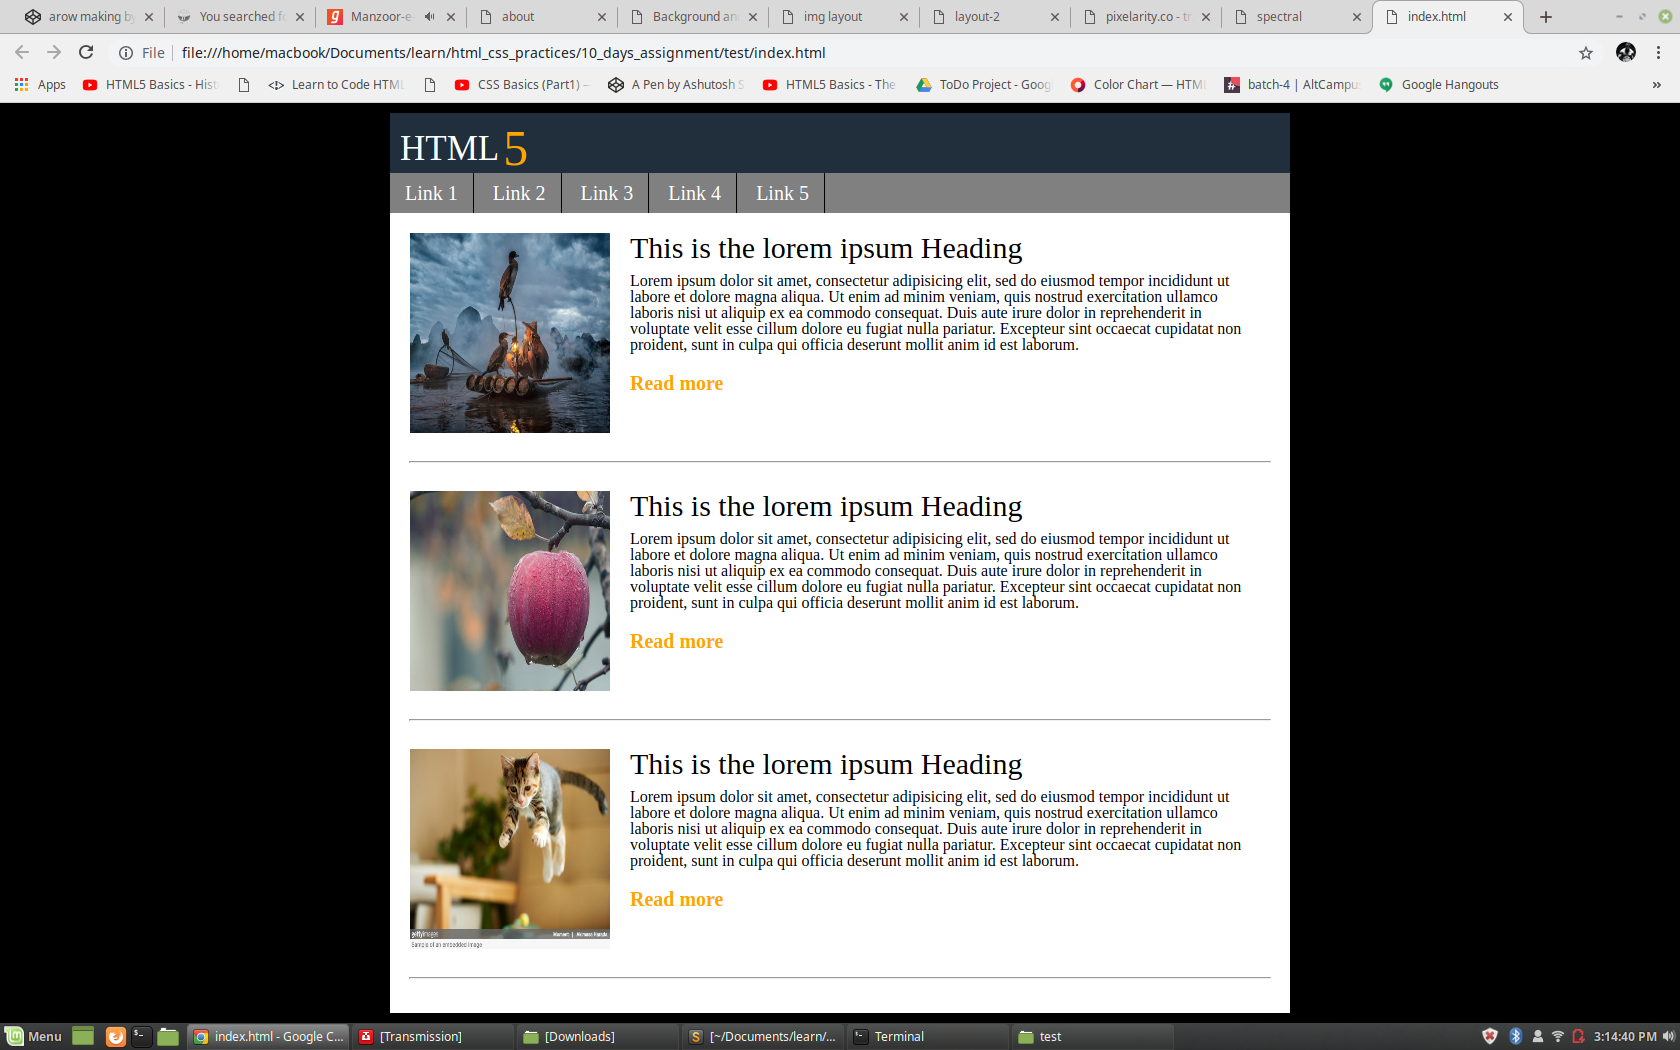 arow making by
You searched fo
Manzoor-e-
about
Background an
img layout
layout-2
pixelarity.co - tr
spectral
index.html
File
file:///home/macbook/Documents/learn/html_css_practices/10_days_assignment/test/index.html
Apps
HTML5 Basics - Hist
Learn to Code HTML
CSS Basics (Part1) –
A Pen by Ashutosh S
HTML5 Basics - The
ToDo Project - Goog
Color Chart — HTML
batch-4 | AltCampus
Google Hangouts
»
HTML 5
Link 1
Link 2
Link 3
Link 4
Link 5
This is the lorem ipsum Heading
Lorem ipsum dolor sit amet, consectetur adipisicing elit, sed do eiusmod tempor incididunt ut
labore et dolore magna aliqua. Ut enim ad minim veniam, quis nostrud exercitation ullamco
laboris nisi ut aliquip ex ea commodo consequat. Duis aute irure dolor in reprehenderit in
voluptate velit esse cillum dolore eu fugiat nulla pariatur. Excepteur sint occaecat cupidatat non
proident, sunt in culpa qui officia deserunt mollit anim id est laborum.
Read more
This is the lorem ipsum Heading
Lorem ipsum dolor sit amet, consectetur adipisicing elit, sed do eiusmod tempor incididunt ut
labore et dolore magna aliqua. Ut enim ad minim veniam, quis nostrud exercitation ullamco
laboris nisi ut aliquip ex ea commodo consequat. Duis aute irure dolor in reprehenderit in
voluptate velit esse cillum dolore eu fugiat nulla pariatur. Excepteur sint occaecat cupidatat non
proident, sunt in culpa qui officia deserunt mollit anim id est laborum.
Read more
gettyimages
Moment | Akimasa Harada
Sample of an embedded image
This is the lorem ipsum Heading
Lorem ipsum dolor sit amet, consectetur adipisicing elit, sed do eiusmod tempor incididunt ut
labore et dolore magna aliqua. Ut enim ad minim veniam, quis nostrud exercitation ullamco
laboris nisi ut aliquip ex ea commodo consequat. Duis aute irure dolor in reprehenderit in
voluptate velit esse cillum dolore eu fugiat nulla pariatur. Excepteur sint occaecat cupidatat non
proident, sunt in culpa qui officia deserunt mollit anim id est laborum.
Read more
Menu
index.html - Google C...
[Transmission]
[Downloads]
[~/Documents/learn/...
Terminal
test
3:14:40 PM